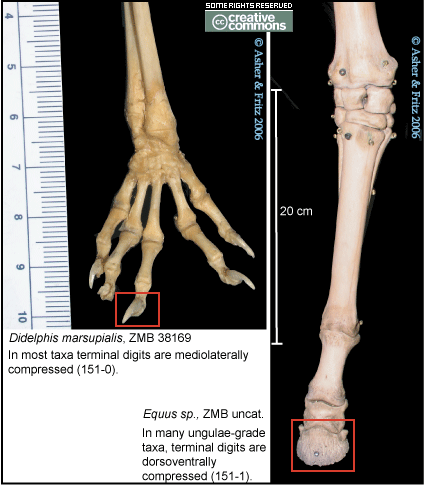 SOME RIGHTS RESERVED
cc creative commons
© Asher & Fritz 2006
© Asher & Fritz 2006
4
5
6
7
8
9
10
20 cm
Didelphis marsupialis, ZMB 38169
In most taxa terminal digits are mediolaterally
compressed (151-0).
Equus sp., ZMB uncat.
In many ungulae-grade
taxa, terminal digits are
dorsoventrally
compressed (151-1).